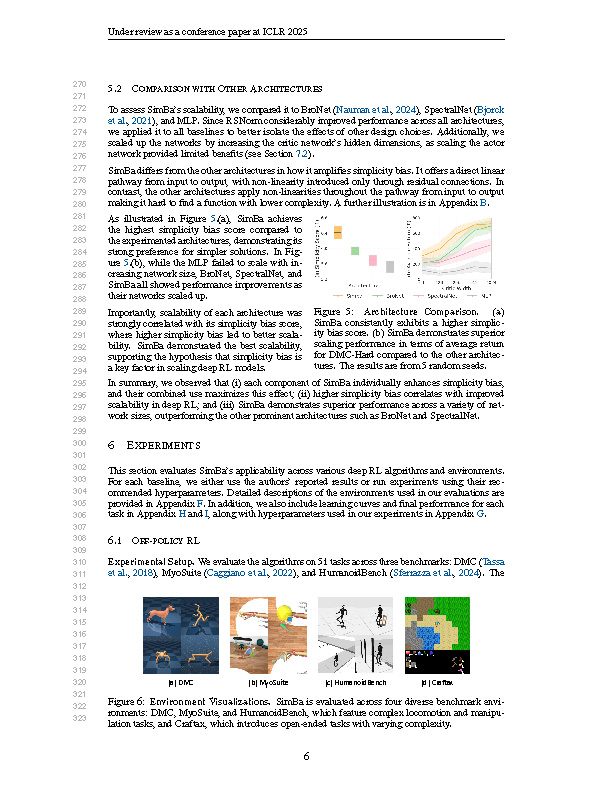 Under review as a conference paper at ICLR 2025
270
271
272
273
274
275
276
277
278
279
280
281
282
283
284
285
286
287
288
289
290
291
292
293
294
295
296
297
298
299
300
301
302
303
304
305
306
307
308
309
310
311
312
313
314
315
316
317
318
319
320
321
322
323
5.2 COMPARISON WITH OTHER ARCHITECTURES
To assess SimBa's scalability, we compared it to BroNet (Nauman et al., 2024), SpectralNet (Bjorck
et al., 2021), and MLP. Since RSNorm considerably improved performance across all architectures,
we applied it to all baselines to better isolate the effects of other design choices. Additionally, we
scaled up the networks by increasing the critic network's hidden dimensions, as scaling the actor
network provided limited benefits (see Section 7.2).
SimBa differs from the other architectures in how it amplifies simplicity bias. It offers a direct linear
pathway from input to output, with non-linearity introduced only through residual connections. In
contrast, the other architectures apply non-linearities throughout the pathway from input to output
making it hard to find a function with lower complexity. A further illustration is in Appendix B.
As illustrated in Figure 5.(a), SimBa achieves
the highest simplicity bias score compared to
the experimented architectures, demonstrating its
strong preference for simpler solutions. In Fig-
ure 5.(b), while the MLP failed to scale with in-
creasing network size, BroNet, SpectralNet, and
SimBa all showed performance improvements as
their networks scaled up.
Importantly, scalability of each architecture was
strongly correlated with its simplicity bias score,
where higher simplicity bias led to better scala-
bility. SimBa demonstrated the best scalability,
supporting the hypothesis that simplicity bias is
a key factor in scaling deep RL models.
Architecture
Critic Width
SimBa BroNet SpectralNet MLP
Figure 5: Architecture Comparison. (a)
SimBa consistently exhibits a higher simplic-
ity bias score. (b) SimBa demonstrates superior
scaling performance in terms of average return
for DMC-Hard compared to the other architec-
tures. The results are from 5 random seeds.
In summary, we observed that (i) each component of SimBa individually enhances simplicity bias,
and their combined use maximizes this effect; (ii) higher simplicity bias correlates with improved
scalability in deep RL; and (iii) SimBa demonstrates superior performance across a variety of net-
work sizes, outperforming the other prominent architectures such as BroNet and SpectralNet.
6 EXPERIMENTS
This section evaluates SimBa's applicability across various deep RL algorithms and environments.
For each baseline, we either use the authors' reported results or run experiments using their rec-
ommended hyperparameters. Detailed descriptions of the environments used in our evaluations are
provided in Appendix F. In addition, we also include learning curves and final performance for each
task in Appendix H and I, along with hyperparameters used in our experiments in Appendix G.
6.1 OFF-POLICY RL
Experimental Setup. We evaluate the algorithms on 51 tasks across three benchmarks: DMC (Tassa
et al., 2018), MyoSuite (Caggiano et al., 2022), and HumanoidBench (Sferrazza et al., 2024). The
(a) DMC
(b) MyoSuite
(c) HumanoidBench
(d) Craftax
Figure 6: Environment Visualizations. SimBa is evaluated across four diverse benchmark envi-
ronments: DMC, MyoSuite, and HumanoidBench, which feature complex locomotion and manipu-
lation tasks, and Craftax, which introduces open-ended tasks with varying complexity.
6